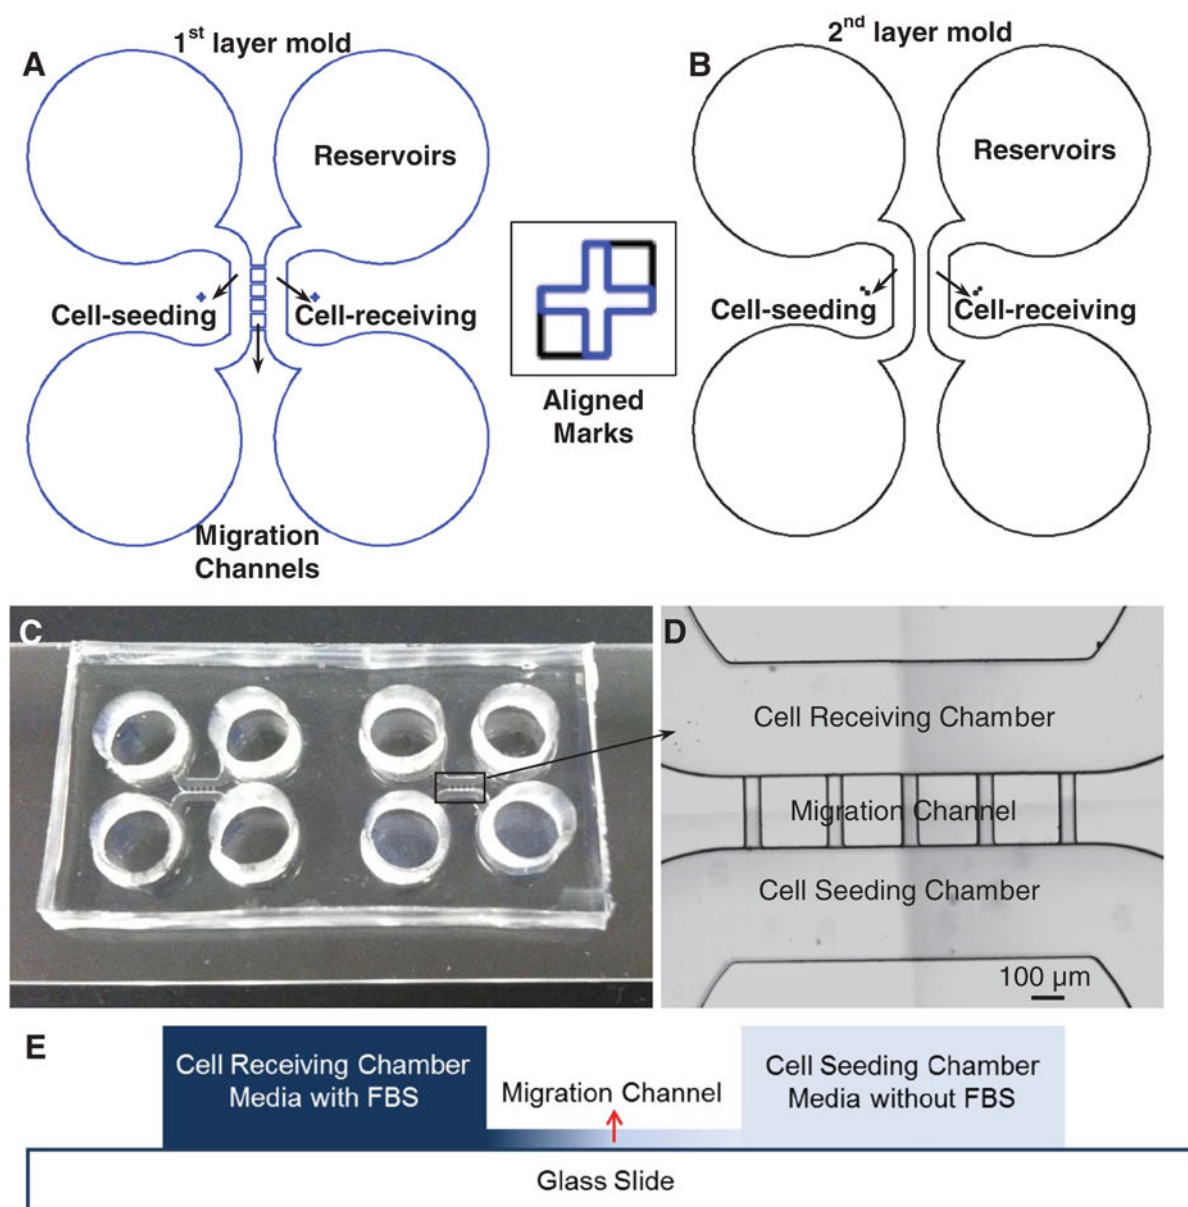 A
1st layer mold
Reservoirs
Cell-seeding
Cell-receiving
Migration
Channels
Aligned
Marks
B
2nd layer mold
Reservoirs
Cell-seeding
Cell-receiving
C
D
Cell Receiving Chamber
Migration Channel
Cell Seeding Chamber
100 µm
E
Cell Receiving Chamber
Media with FBS
Migration Channel
Cell Seeding Chamber
Media without FBS
Glass Slide